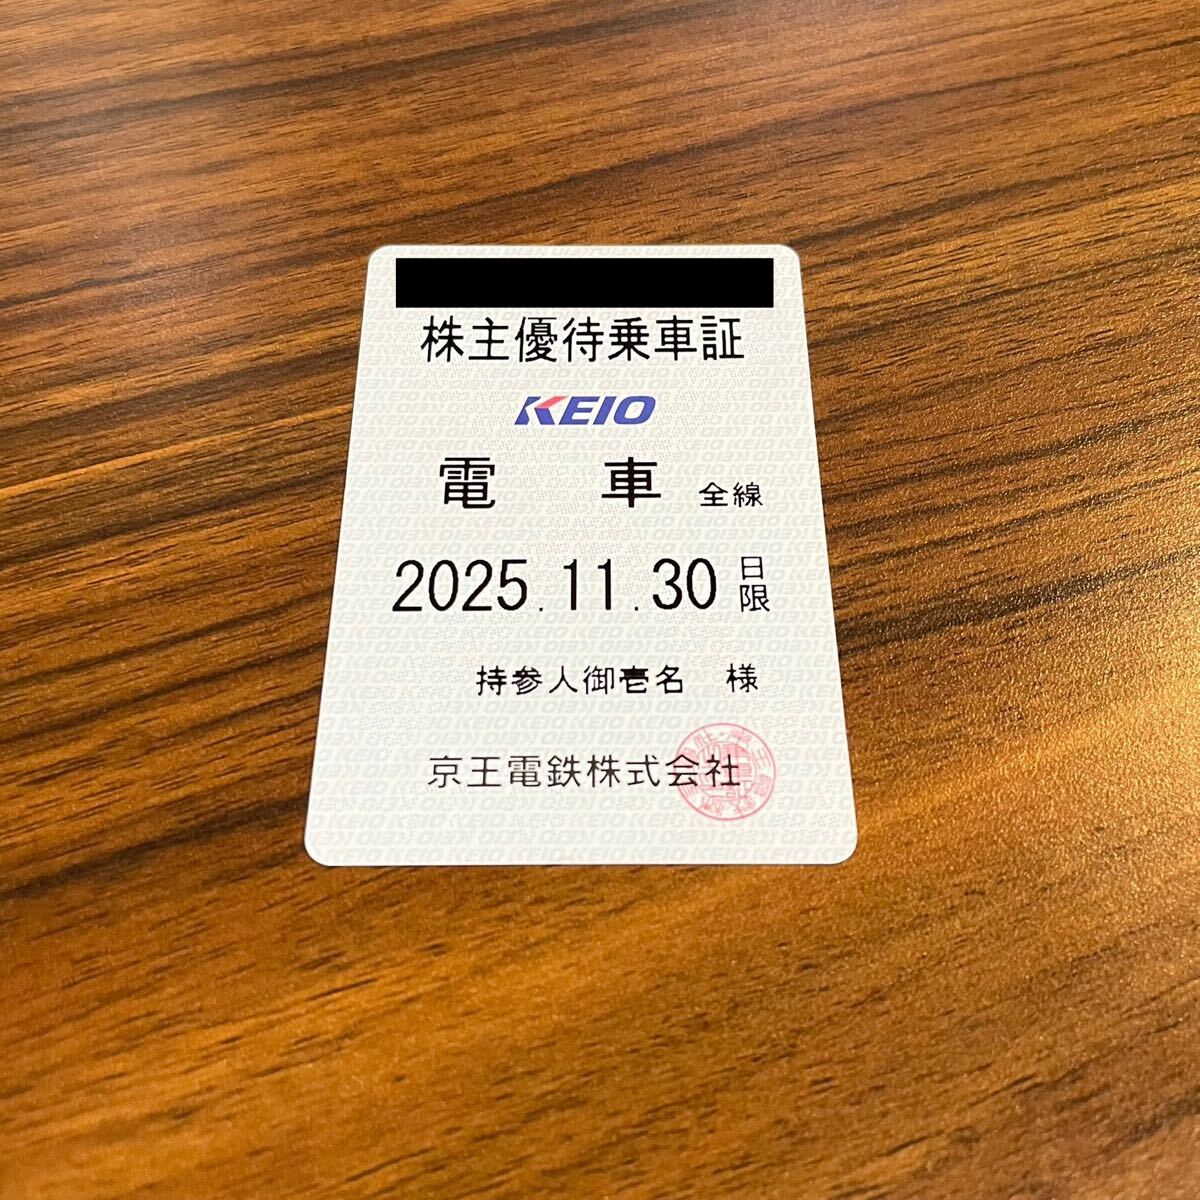 株主優待乗車証
KEIO
電車 全線
2025.11.30 日限
持参人御壱名 様
京王電鉄株式会社